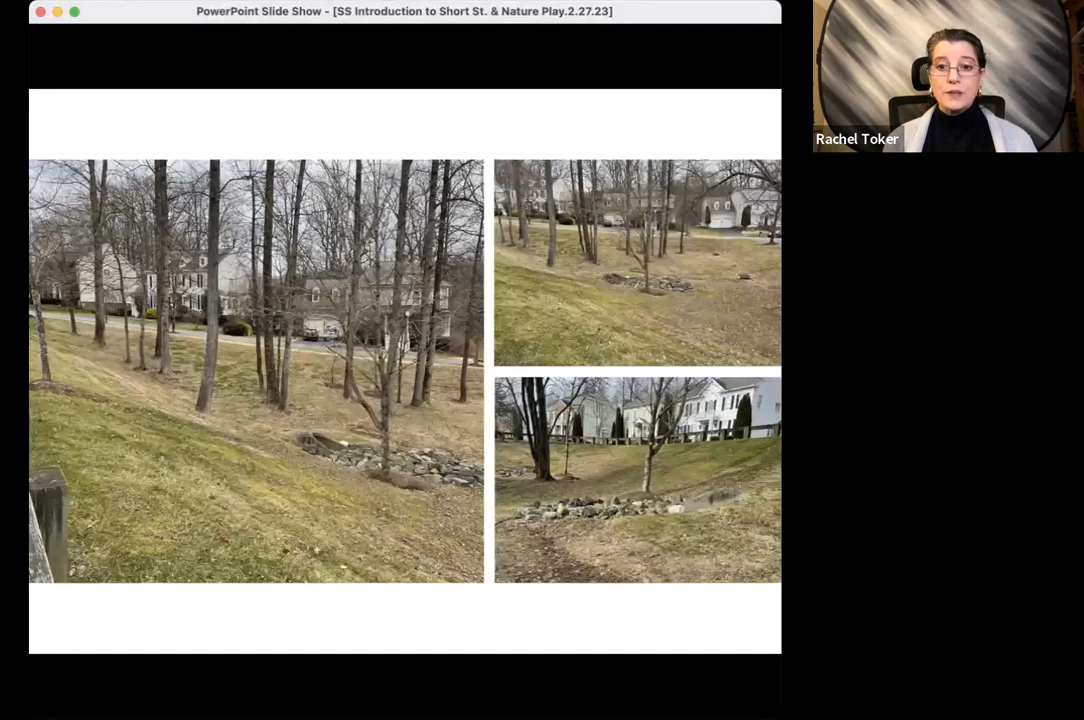 PowerPoint Slide Show - [SS Introduction to Short St. & Nature Play.2.27.23]
Rachel Toker